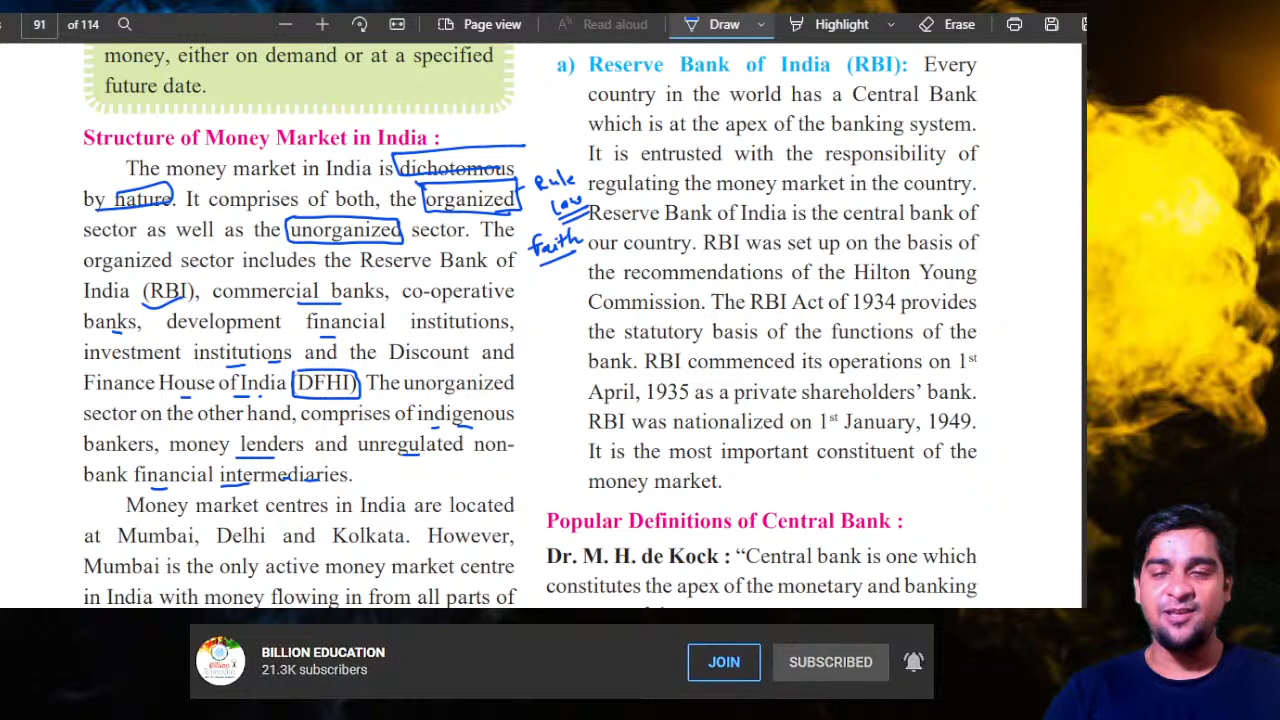 91 of 114 Page view Read aloud Draw Highlight Erase
money, either on demand or at a specified
future date.
Structure of Money Market in India :
The money market in India is dichotomous
by nature. It comprises of both, the organized
sector as well as the unorganized sector. The
organized sector includes the Reserve Bank of
India (RBI), commercial banks, co-operative
banks, development financial institutions,
investment institutions and the Discount and
Finance House of India (DFHI). The unorganized
sector on the other hand, comprises of indigenous
bankers, money lenders and unregulated non-
bank financial intermediaries.
Money market centres in India are located
at Mumbai, Delhi and Kolkata. However,
Mumbai is the only active money market centre
in India with money flowing in from all parts of
Rule
Law
Faith
a) Reserve Bank of India (RBI): Every
country in the world has a Central Bank
which is at the apex of the banking system.
It is entrusted with the responsibility of
regulating the money market in the country.
Reserve Bank of India is the central bank of
our country. RBI was set up on the basis of
the recommendations of the Hilton Young
Commission. The RBI Act of 1934 provides
the statutory basis of the functions of the
bank. RBI commenced its operations on 1st
April, 1935 as a private shareholders' bank.
RBI was nationalized on 1st January, 1949.
It is the most important constituent of the
money market.
Popular Definitions of Central Bank :
Dr. M. H. de Kock : “Central bank is one which
constitutes the apex of the monetary and banking
BILLION EDUCATION
21.3K subscribers
JOIN
SUBSCRIBED